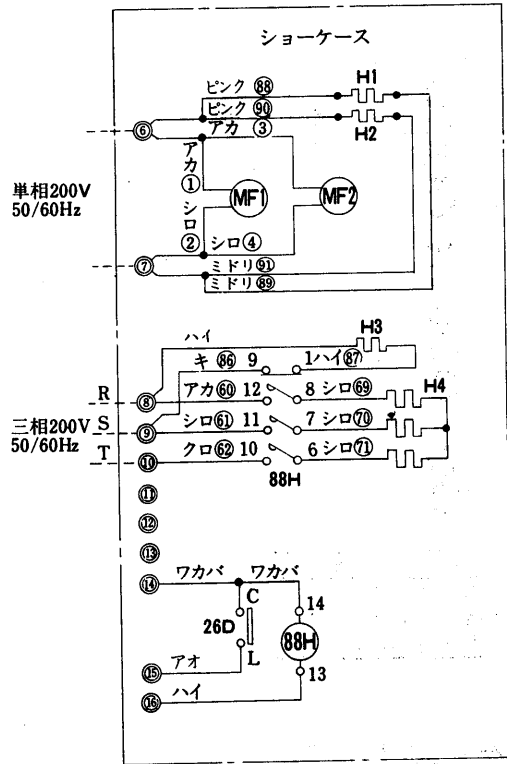 ショーケース
ピンク 88 H1
ピンク 90
6 アカ 3 H2
アカ 1 MF1 MF2
単相200V
50/60Hz
シロ 2 シロ 4
7 ミドリ 91
ミドリ 89
ハイ H3
キ 86 9 1 ハイ 87
R 8 アカ 60 12 8 シロ 69 H4
三相200V S 9 シロ 61 11 7 シロ 70
50/60Hz
T 10 クロ 62 10 6 シロ 71
88H
11
12
13
14 ワカバ ワカバ
C 14
26D 88H
L 13
15 アオ
16 ハイ